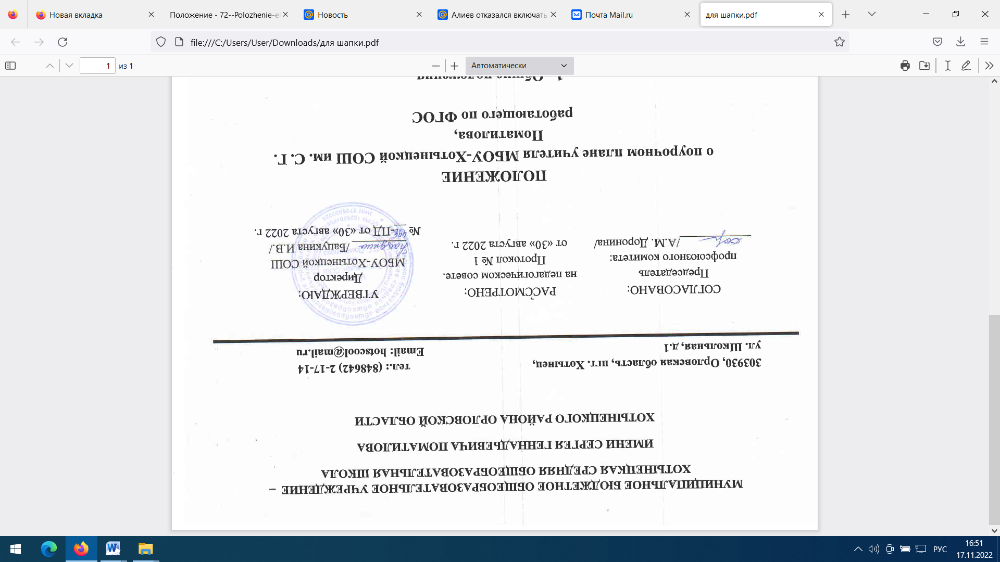 Новая вкладка
Положение - 72--Polozhenie-el
Новость
Алиев отказался включать
Почта Mail.ru
для шапки.pdf
file:///C:/Users/User/Downloads/для шапки.pdf
1 из 1
Автоматически
МУНИЦИПАЛЬНОЕ БЮДЖЕТНОЕ ОБЩЕОБРАЗОВАТЕЛЬНОЕ УЧРЕЖДЕНИЕ –
ХОТЫНЕЦКАЯ СРЕДНЯЯ ОБЩЕОБРАЗОВАТЕЛЬНАЯ ШКОЛА
ИМЕНИ СЕРГЕЯ ГЕННАДЬЕВИЧА ПОМАТИЛОВА
ХОТЫНЕЦКОГО РАЙОНА ОРЛОВСКОЙ ОБЛАСТИ
303930, Орловская область, пгт. Хотынец,
ул. Школьная, д.1
тел.: (848642) 2-17-14
Email: hotscool@mail.ru
СОГЛАСОВАНО:
Председатель
профсоюзного комитета:
/А.М. Доронина/
РАССМОТРЕНО:
на педагогическом совете.
Протокол № 1
от «30» августа 2022 г.
УТВЕРЖДАЮ:
Директор
МБОУ-Хотынецкой СОШ
/Бацукина И.В./
№ -ПД от «30» августа 2022 г.
ПОЛОЖЕНИЕ
о поурочном плане учителя МБОУ-Хотынецкой СОШ им. С. Г.
Поматилова,
работающего по ФГОС
1. Общие положения
РУС
16:51
17.11.2022